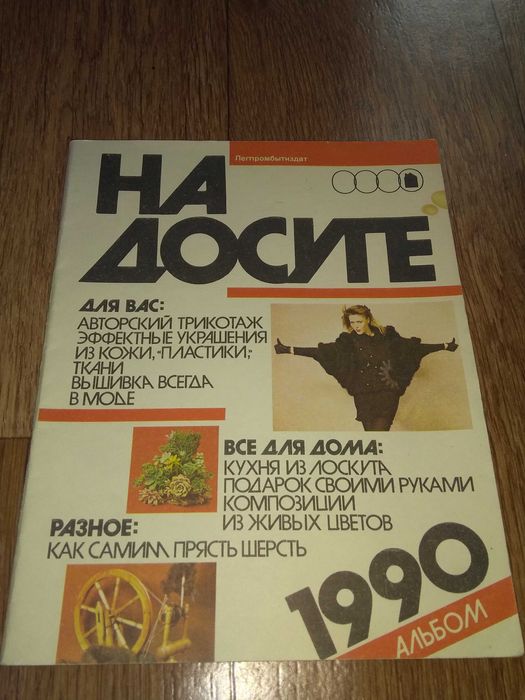 Легпромбытиздат
НА
ДОСУГЕ
ДЛЯ ВАС:
АВТОРСКИЙ ТРИКОТАЖ
ЭФФЕКТНЫЕ УКРАШЕНИЯ
ИЗ КОЖИ, «ПЛАСТИКИ»,
ТКАНИ
ВЫШИВКА ВСЕГДА
В МОДЕ
ВСЕ ДЛЯ ДОМА:
КУХНЯ ИЗ ЛОСКУТА
ПОДАРОК СВОИМИ РУКАМИ
КОМПОЗИЦИИ
ИЗ ЖИВЫХ ЦВЕТОВ
РАЗНОЕ:
КАК САМИМ ПРЯСТЬ ШЕРСТЬ
1990
АЛЬБОМ